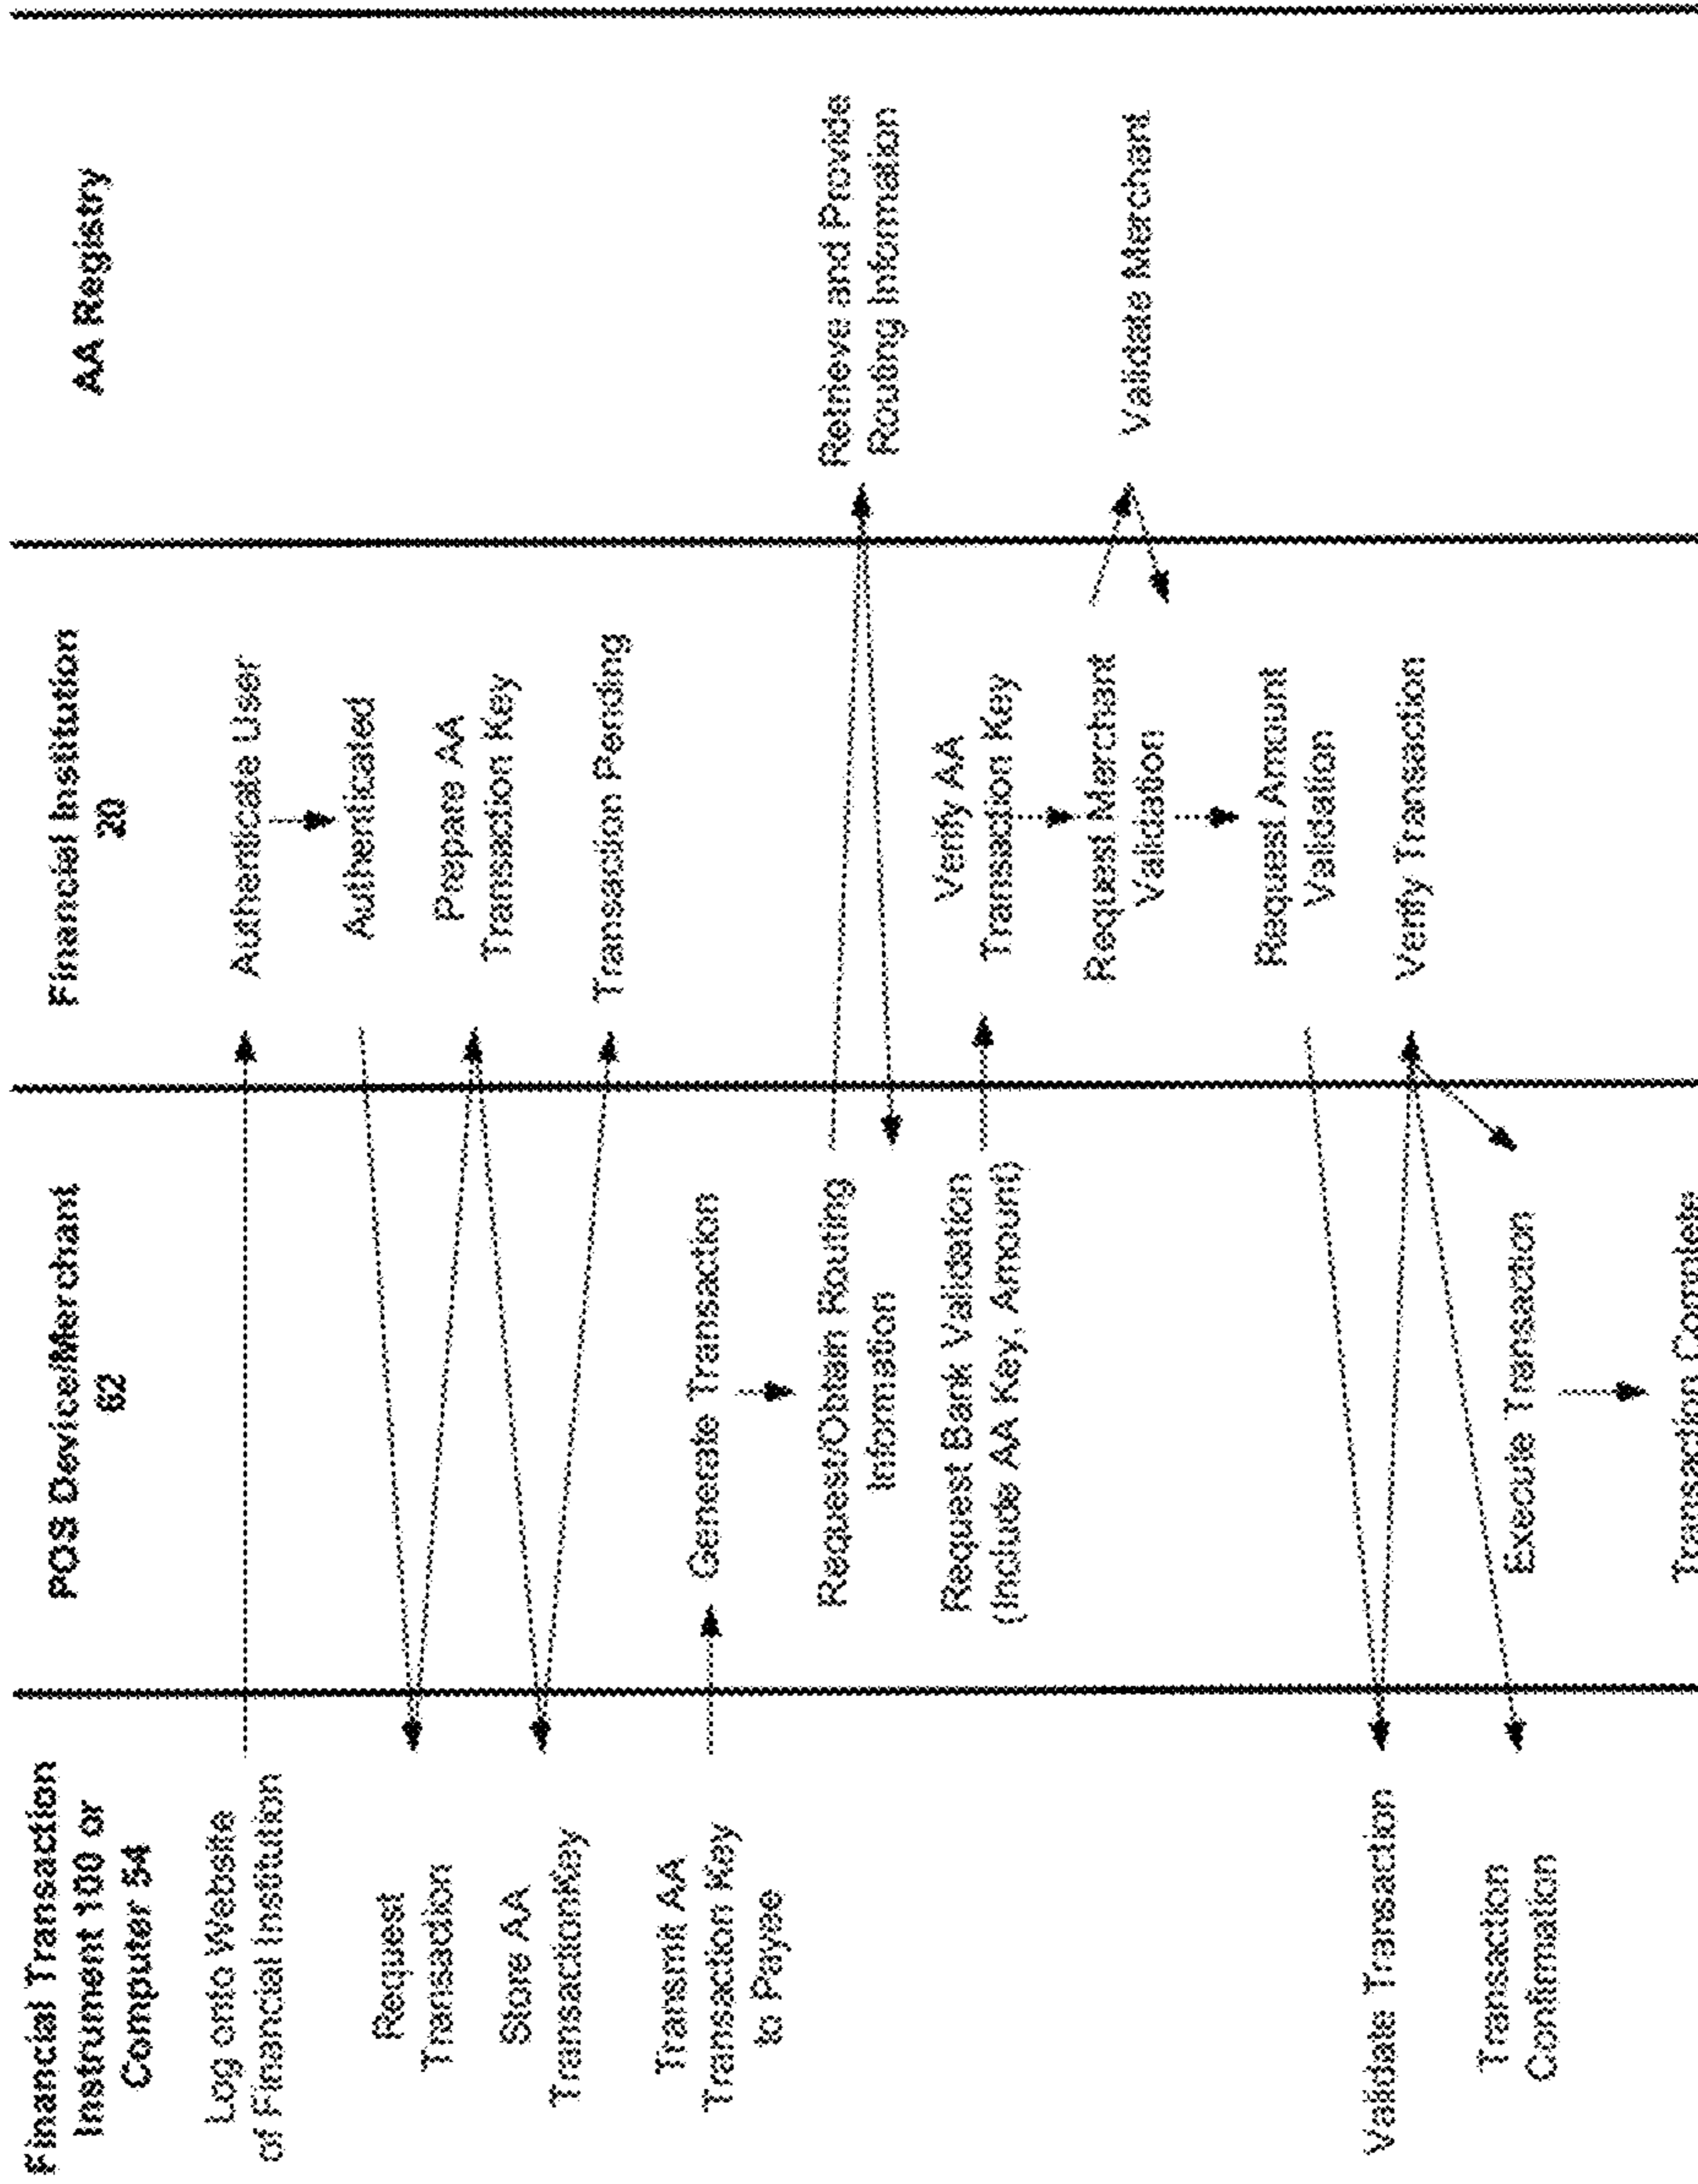 Financial Transaction
Instrument 100 or
Computer 54
POS Device/Merchant
62
Financial Institution
20
AA Registry
Log onto Website
of Financial Institution
Authenticate User
Authenticated
Request
Transaction
Prepare AA
Transaction Key
Store AA
TransactionKey
Transaction Pending
Transmit AA
Transaction Key
to Payee
Generate Transaction
Request/Obtain Routing
Information
Retrieve and Provide
Routing Information
Request Bank Validation
(Include AA Key, Amount)
Verify AA
Transaction Key
Request Merchant
Validation
Validate Merchant
Request Amount
Validation
Validate Transaction
Verify Transaction
Transaction
Confirmation
Execute Transaction
Transaction Complete